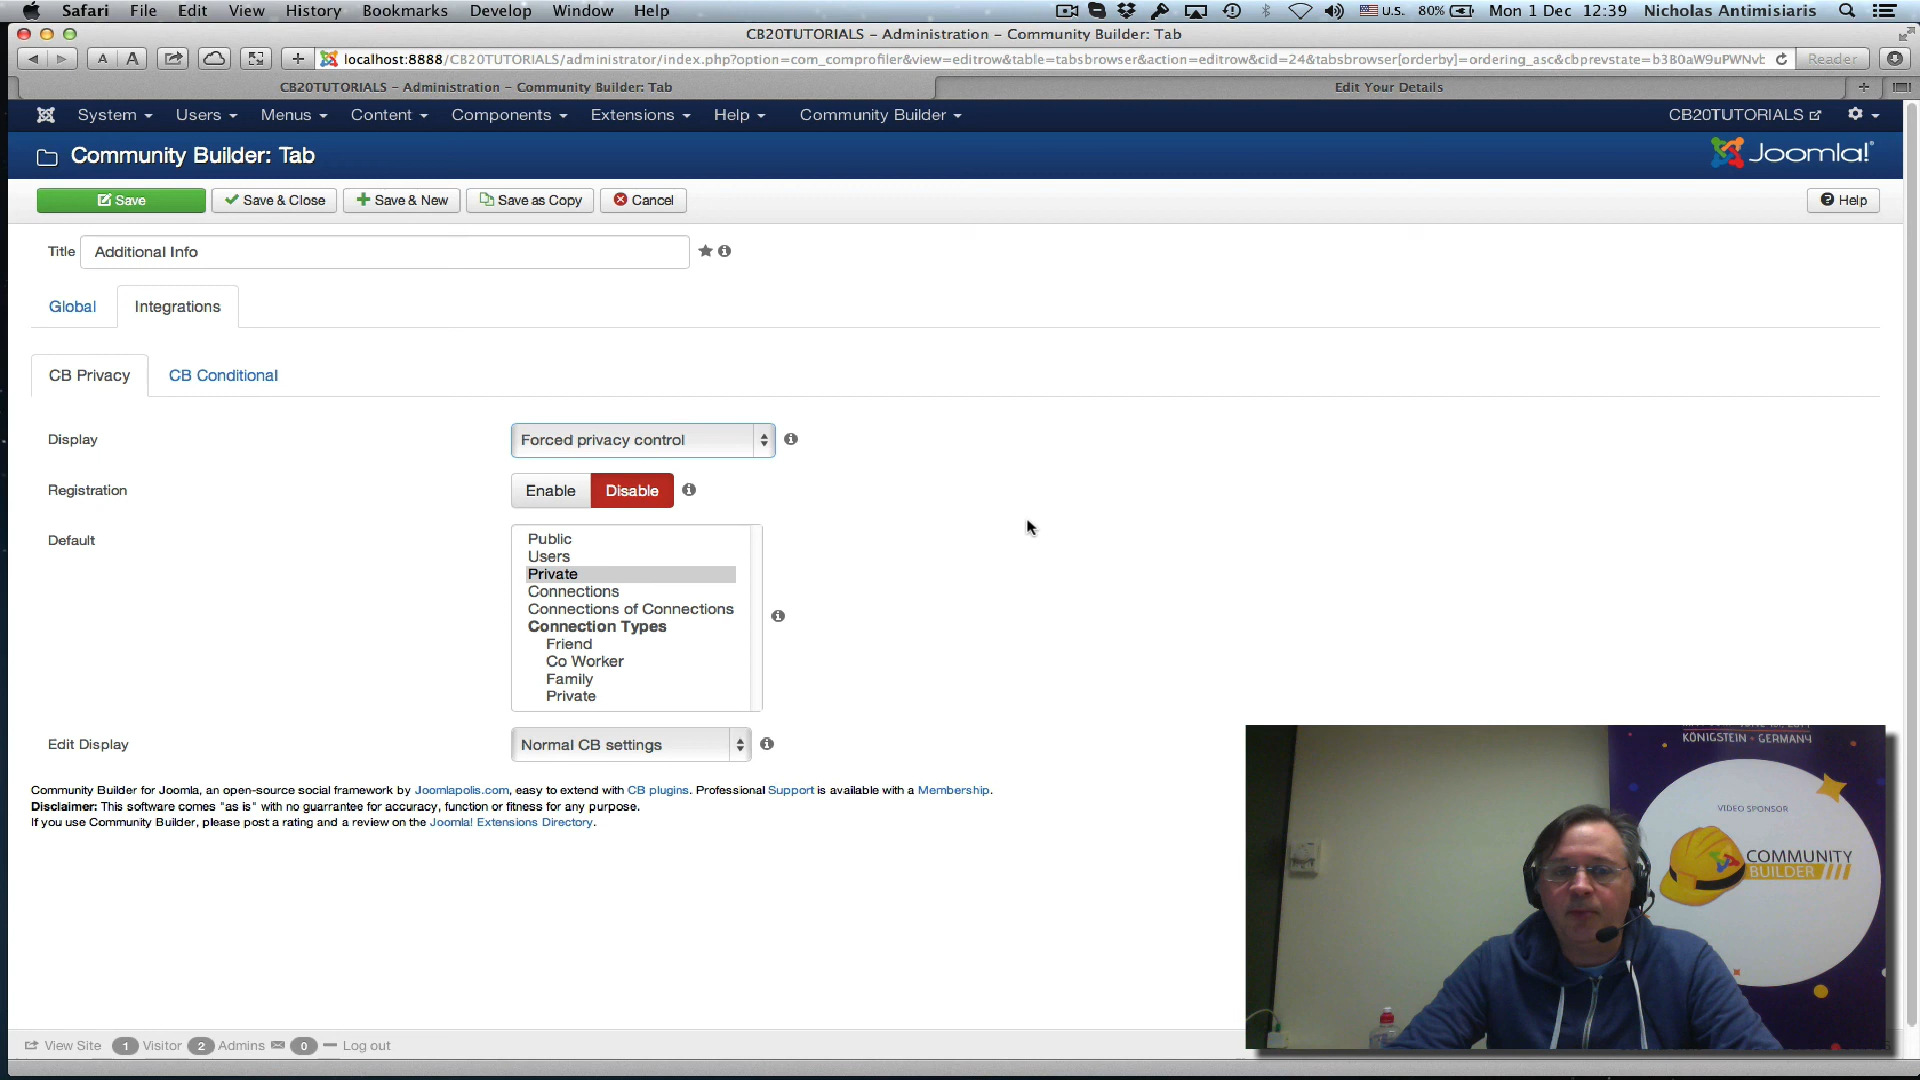 Safari File Edit View History Bookmarks Develop Window Help U.S. 80% Mon 1 Dec 12:39 Nicholas Antimisiaris
CB20TUTORIALS – Administration – Community Builder: Tab
A A + localhost:8888/CB20TUTORIALS/administrator/index.php?option=com_comprofiler&view=editrow&table=tabsbrowser&action=editrow&cid=24&tabsbrowser[orderby]=ordering_asc&cbprevstate=b3B0aW9uPWNvb Reader
CB20TUTORIALS – Administration – Community Builder: Tab Edit Your Details +
System Users Menus Content Components Extensions Help Community Builder CB20TUTORIALS
Community Builder: Tab Joomla!
Save Save & Close Save & New Save as Copy Cancel Help
Title Additional Info
Global Integrations
CB Privacy CB Conditional
Display Forced privacy control
Registration Enable Disable
Default Public
Users
Private
Connections
Connections of Connections
Connection Types
Friend
Co Worker
Family
Private
Edit Display Normal CB settings
Community Builder for Joomla, an open-source social framework by Joomlapolis.com, easy to extend with CB plugins. Professional Support is available with a Membership.
Disclaimer: This software comes "as is" with no guarrantee for accuracy, function or fitness for any purpose.
If you use Community Builder, please post a rating and a review on the Joomla! Extensions Directory.
KÖNIGSTEIN • GERMANY
VIDEO SPONSOR
COMMUNITY
BUILDER
View Site 1 Visitor 2 Admins 0 Log out